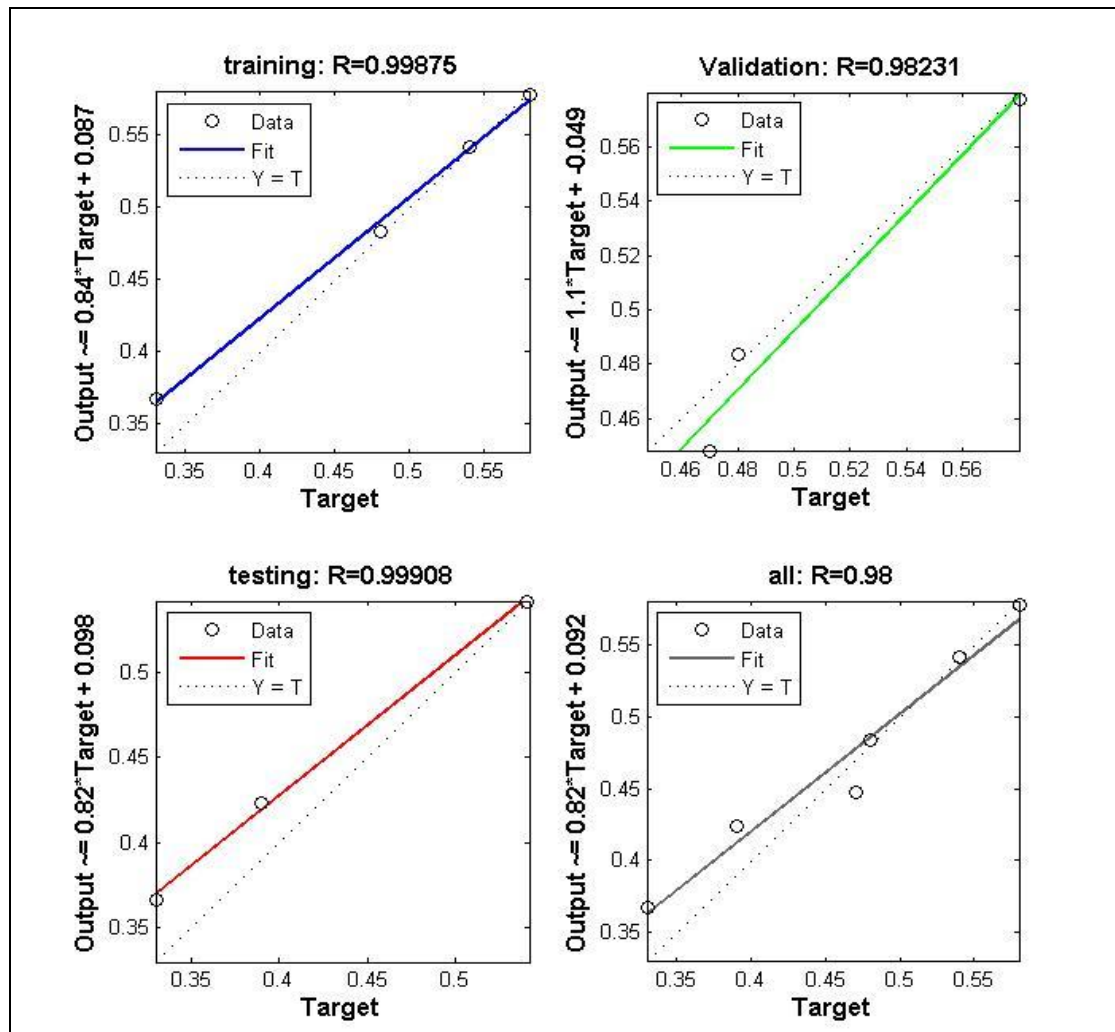 training: R=0.99875
Output ~= 0.84*Target + 0.087
0.55
0.5
0.45
0.4
0.35
Data
Fit
Y = T
0.35 0.4 0.45 0.5 0.55
Target
Validation: R=0.98231
Output ~= 1.1*Target + -0.049
0.56
0.54
0.52
0.5
0.48
0.46
Data
Fit
Y = T
0.46 0.48 0.5 0.52 0.54 0.56
Target
testing: R=0.99908
Output ~= 0.82*Target + 0.098
0.5
0.45
0.4
0.35
Data
Fit
Y = T
0.35 0.4 0.45 0.5
Target
all: R=0.98
Output ~= 0.82*Target + 0.092
0.55
0.5
0.45
0.4
0.35
Data
Fit
Y = T
0.35 0.4 0.45 0.5 0.55
Target